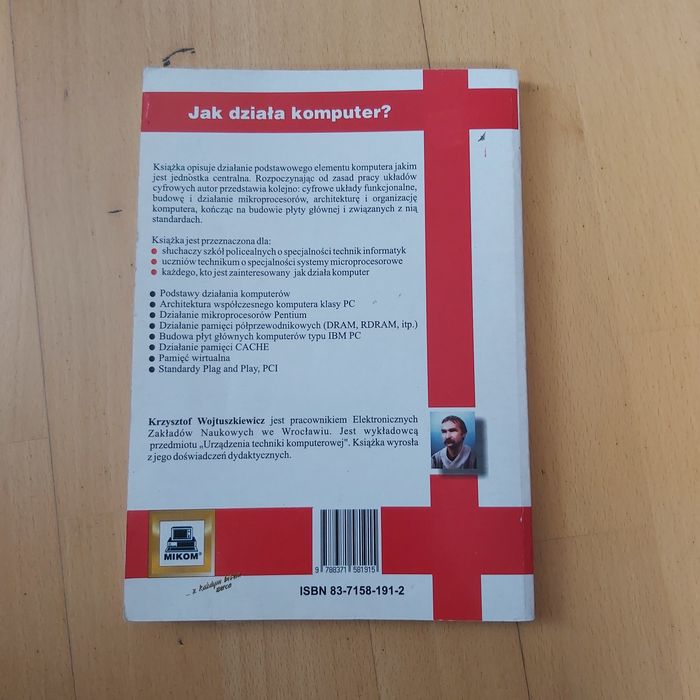 Jak działa komputer?
Książka opisuje działanie podstawowego elementu komputera jakim
jest jednostka centralna. Rozpoczynając od zasad pracy układów
cyfrowych autor przedstawia kolejno: cyfrowe układy funkcjonalne,
budowę i działanie mikroprocesorów, architekturę i organizację
komputera, kończąc na budowie płyty głównej i związanych z nią
standardach.
Książka jest przeznaczona dla:
● słuchaczy szkół policealnych o specjalności technik informatyk
● uczniów technikum o specjalności systemy microprocesorowe
● każdego, kto jest zainteresowany jak działa komputer
● Podstawy działania komputerów
● Architektura współczesnego komputera klasy PC
● Działanie mikroprocesorów Pentium
● Działanie pamięci półprzewodnikowych (DRAM, RDRAM, itp.)
● Budowa płyt głównych komputerów typu IBM PC
● Działanie pamięci CACHE
● Pamięć wirtualna
● Standardy Plag and Play, PCI
Krzysztof Wojtuszkiewicz jest pracownikiem Elektronicznych
Zakładów Naukowych we Wrocławiu. Jest wykładowcą
przedmiotu „Urządzenia techniki komputerowej". Książka wyrosła
z jego doświadczeń dydaktycznych.
MIKOM®
9 788371 581915
... z każdym
ISBN 83-7158-191-2